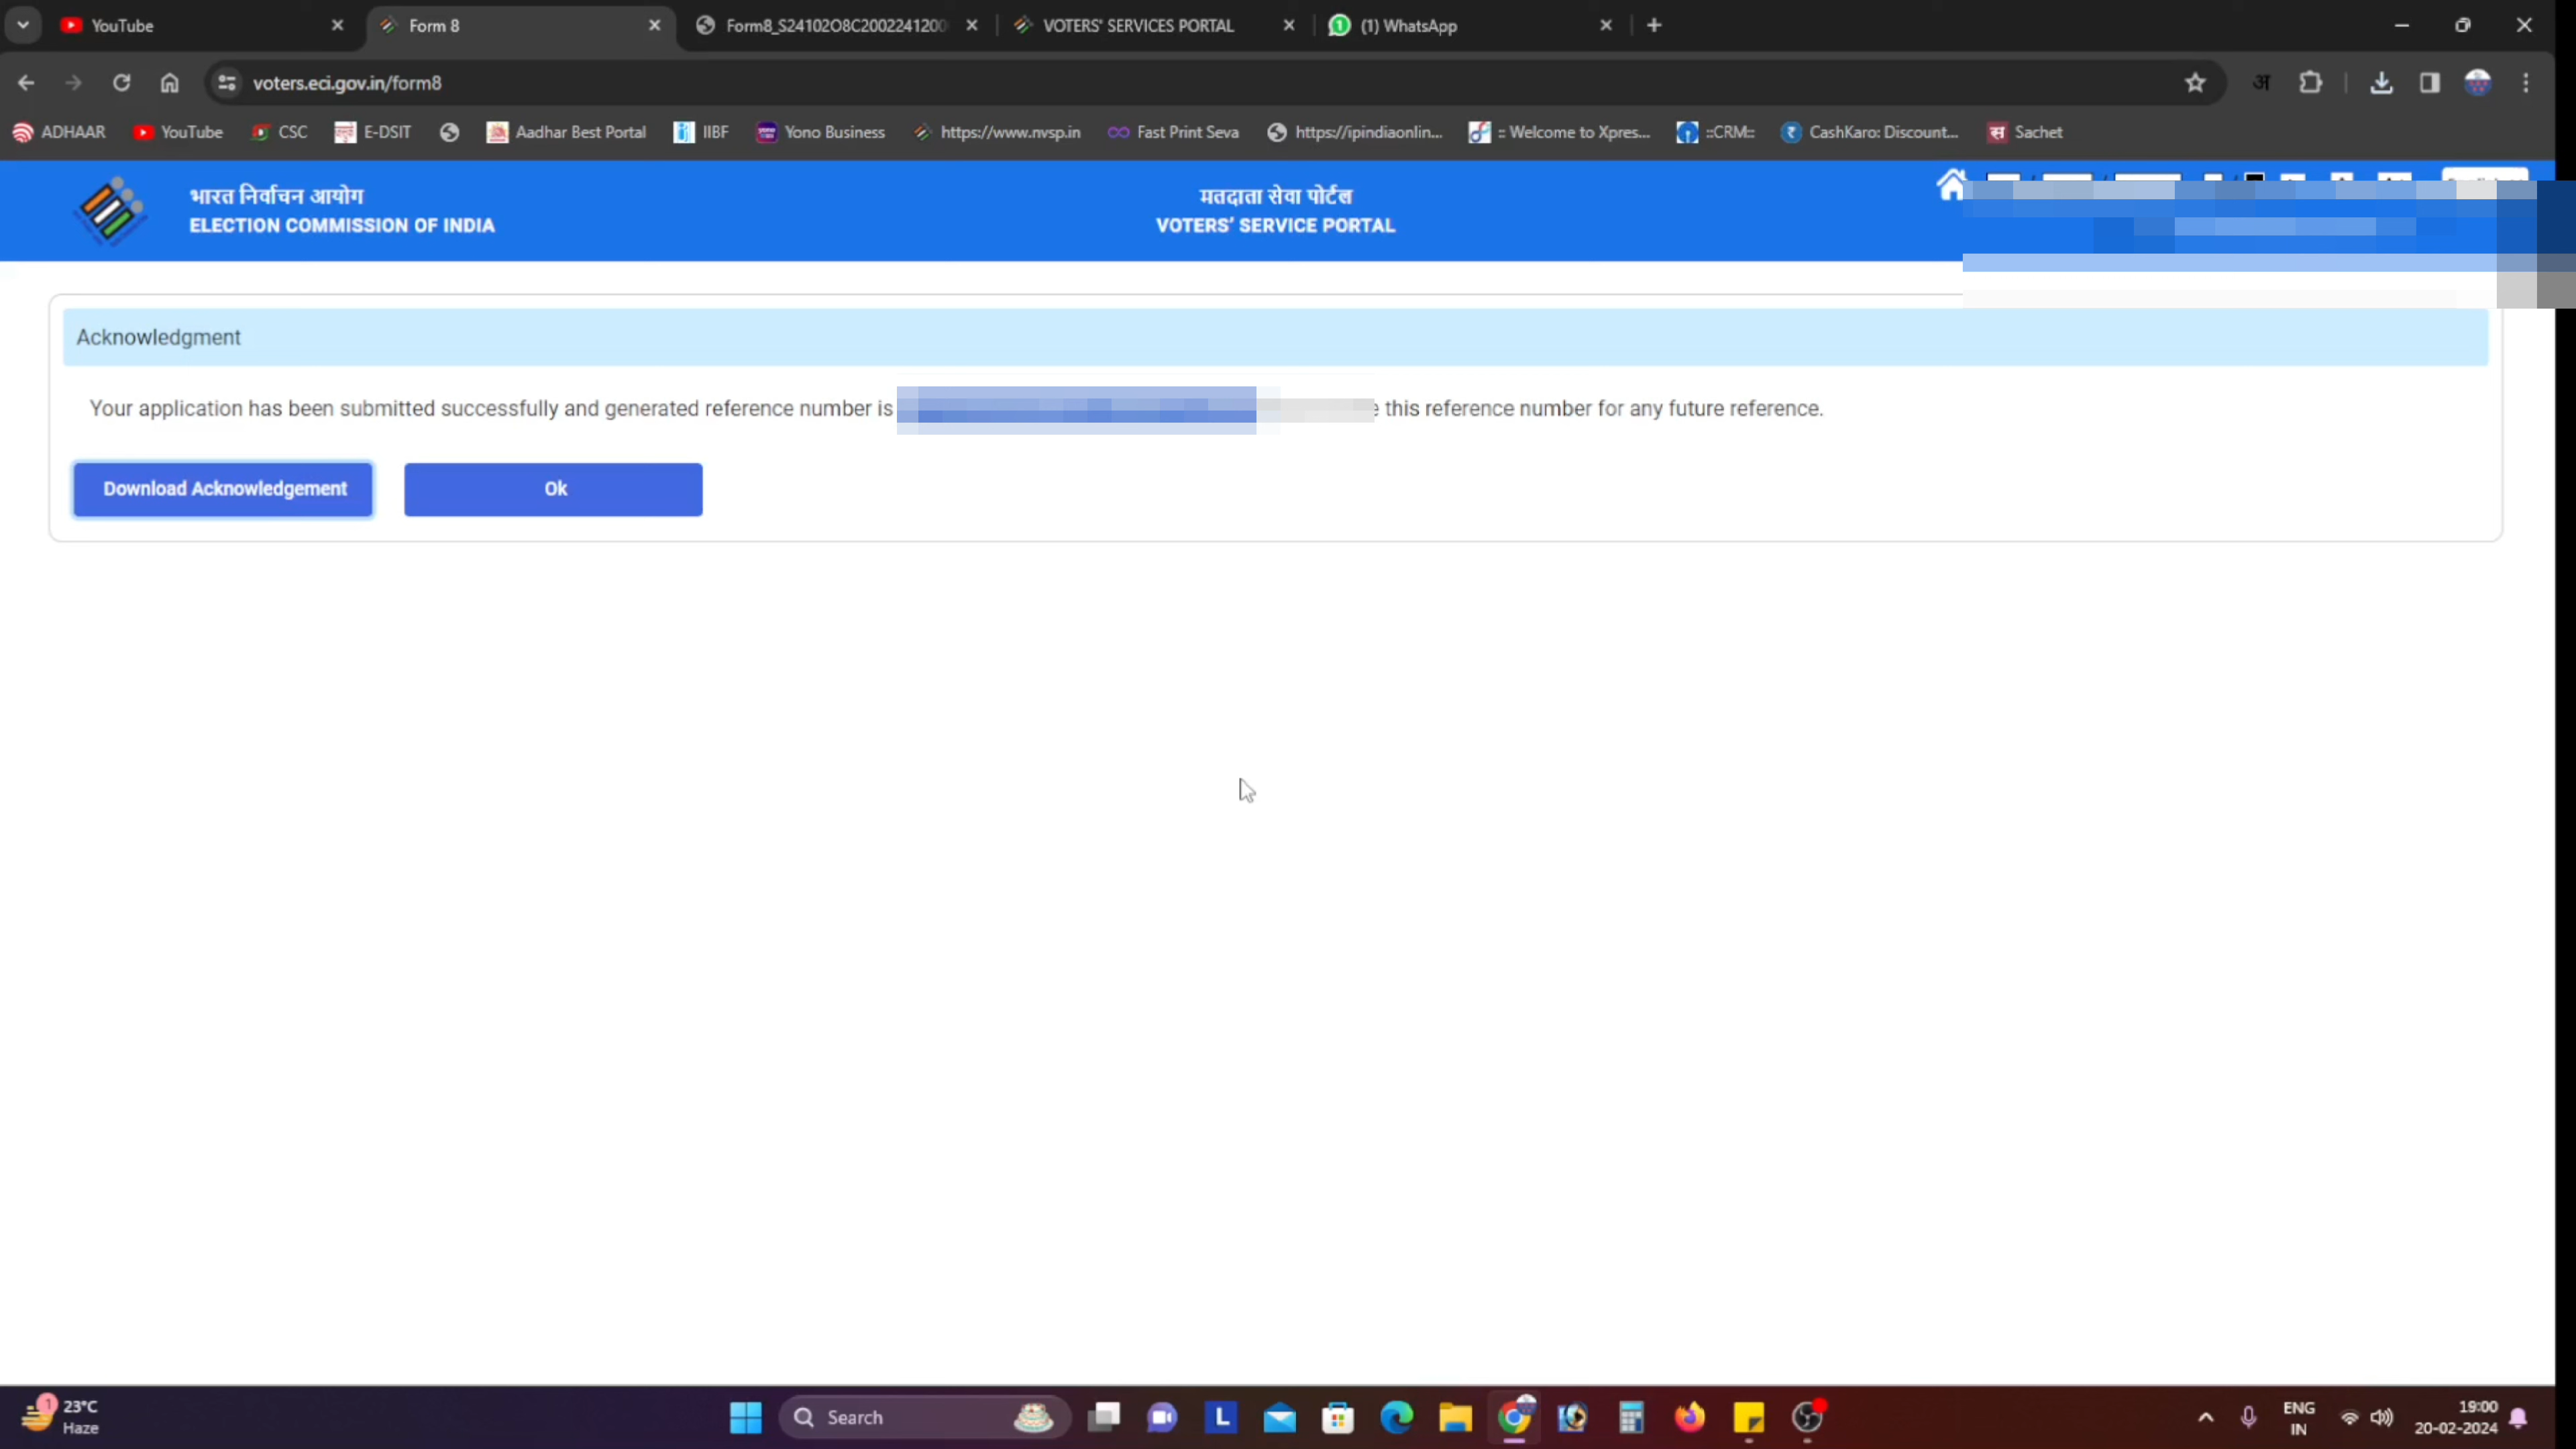 YouTube
Form 8
Form8_S24102O8C2002241200
VOTERS' SERVICES PORTAL
(1) WhatsApp
voters.eci.gov.in/form8
अ
ADHAAR
YouTube
CSC
E-DSIT
Aadhar Best Portal
IIBF
Yono Business
https://www.nvsp.in
Fast Print Seva
https://ipindiaonlin...
:: Welcome to Xpres...
::CRM::
CashKaro: Discount...
Sachet
भारत निर्वाचन आयोग
ELECTION COMMISSION OF INDIA
मतदाता सेवा पोर्टल
VOTERS' SERVICE PORTAL
Acknowledgment
Your application has been submitted successfully and generated reference number is
this reference number for any future reference.
Download Acknowledgement
Ok
1
23°C
Haze
Search
L
ENG
IN
19:00
20-02-2024